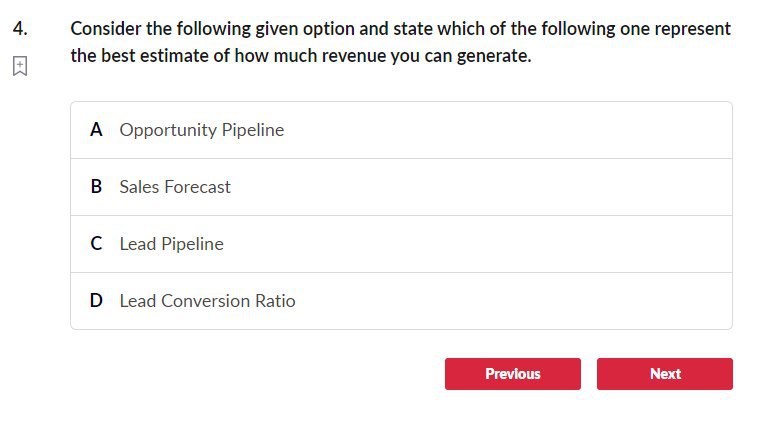 4. Consider the following given option and state which of the following one represent
the best estimate of how much revenue you can generate.
A Opportunity Pipeline
B Sales Forecast
C Lead Pipeline
D Lead Conversion Ratio
Previous Next